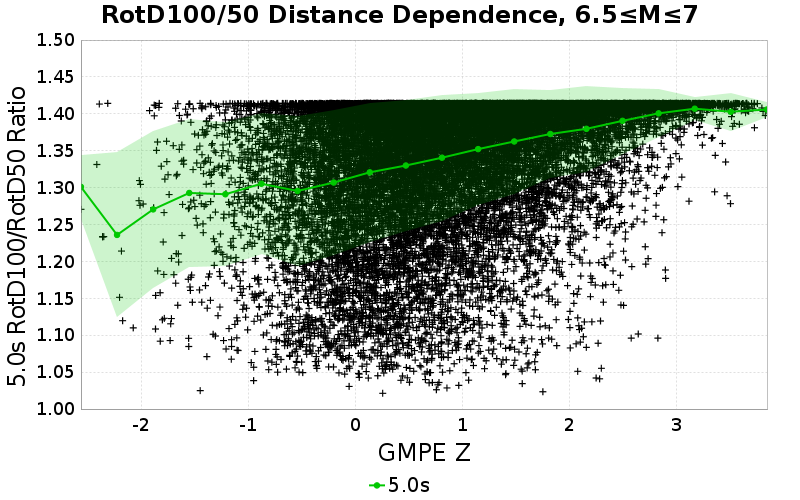 RotD100/50 Distance Dependence, 6.5≤M≤7
1.50
1.45
1.40
1.35
1.30
1.25
1.20
1.15
1.10
1.05
1.00
5.0s RotD100/RotD50 Ratio
-2 -1 0 1 2 3
GMPE Z
5.0s